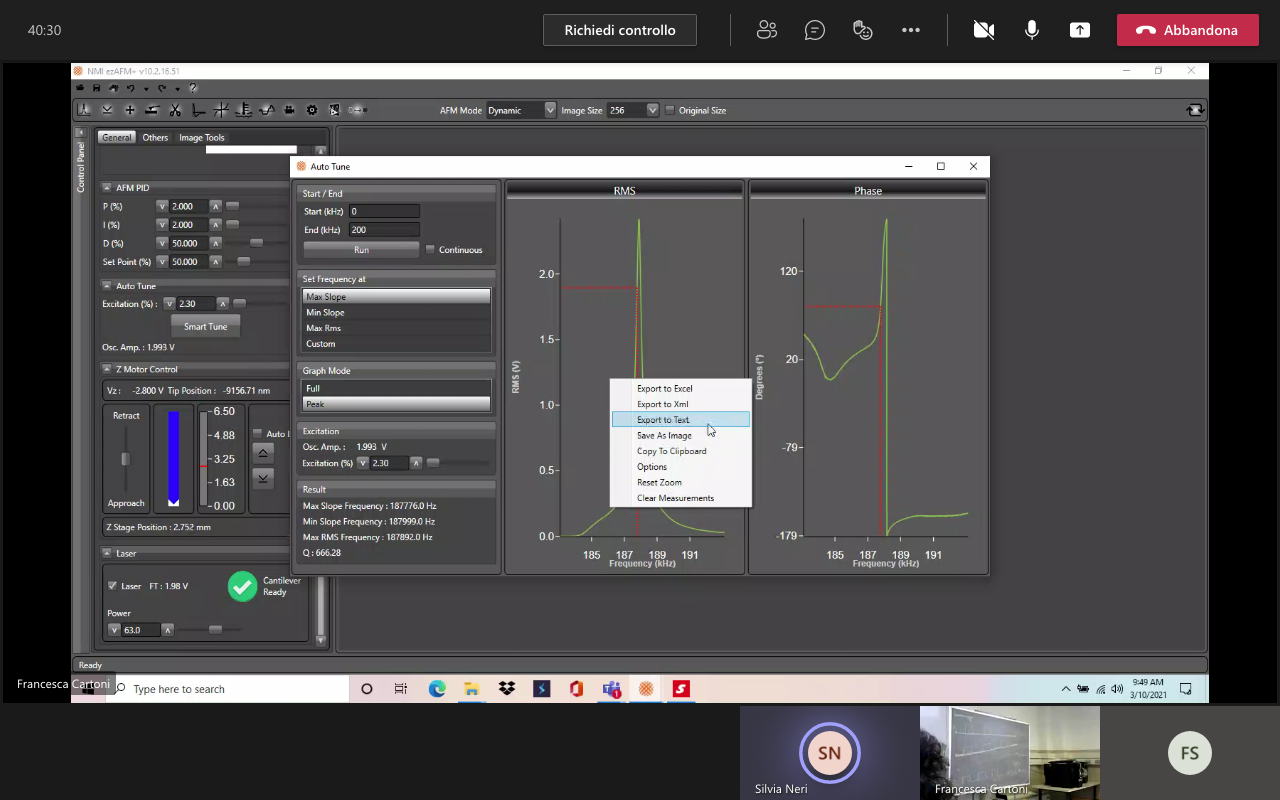 40:30
Richiedi controllo
Abbandona
NMI ezAFM+ v10.2.16.51
AFM Mode Dynamic Image Size 256 Original Size
Control Panel
General Others Image Tools
AFM PID
P (%) 2.000
I (%) 2.000
D (%) 50.000
Set Point (%) 50.000
Auto Tune
Excitation (%) : 2.30
Smart Tune
Osc. Amp. : 1.993 V
Z Motor Control
Vz : -2.800 V Tip Position : -9156.71 nm
Retract
Approach
6.50
4.88
3.25
1.63
0.00
Auto
Z Stage Position : 2.752 mm
Laser
Laser FT : 1.98 V
Cantilever
Ready
Power
63.0
Ready
Auto Tune
Start / End
Start (kHz) 0
End (kHz) 200
Run Continuous
Set Frequency at
Max Slope
Min Slope
Max Rms
Custom
Graph Mode
Full
Peak
Excitation
Osc. Amp. : 1.993 V
Excitation (%) 2.30
Result
Max Slope Frequency : 187776.0 Hz
Min Slope Frequency : 187999.0 Hz
Max RMS Frequency : 187892.0 Hz
Q : 666.28
RMS
RMS (V)
2.0
1.5
1.0
0.5
0.0
185 187 189 191
Frequency (kHz)
Export to Excel
Export to Xml
Export to Text
Save As Image
Copy To Clipboard
Options
Reset Zoom
Clear Measurements
Phase
Degrees (°)
120
20
-79
-179
185 187 189 191
Frequency (kHz)
Francesca Cartoni
Type here to search
9:49 AM
3/10/2021
SN
Silvia Neri
Francesca Cartoni
FS